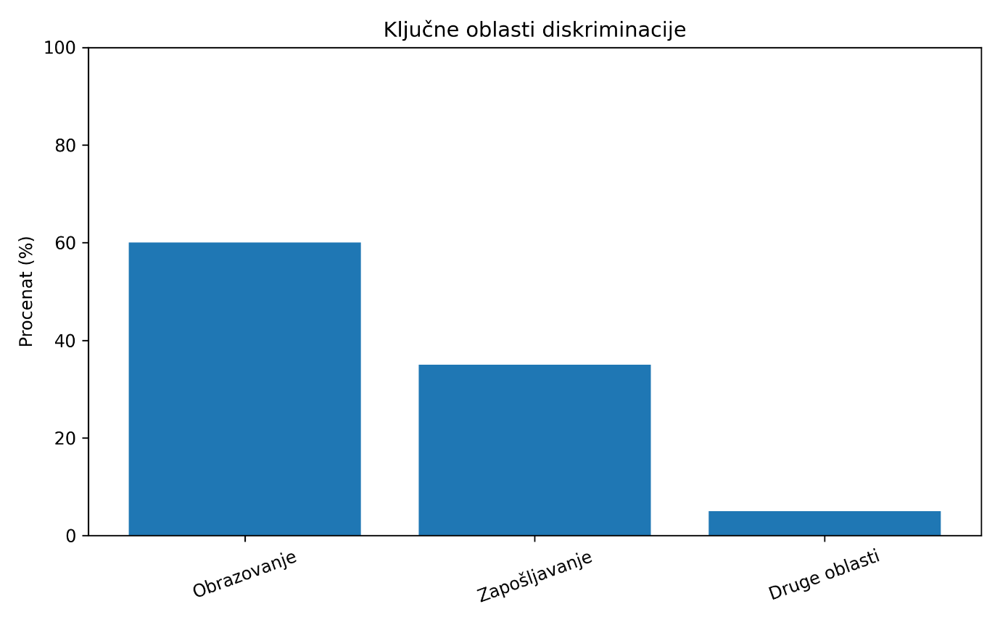 Ključne oblasti diskriminacije
Procenat (%)
100
80
60
40
20
0
Obrazovanje
Zapošljavanje
Druge oblasti